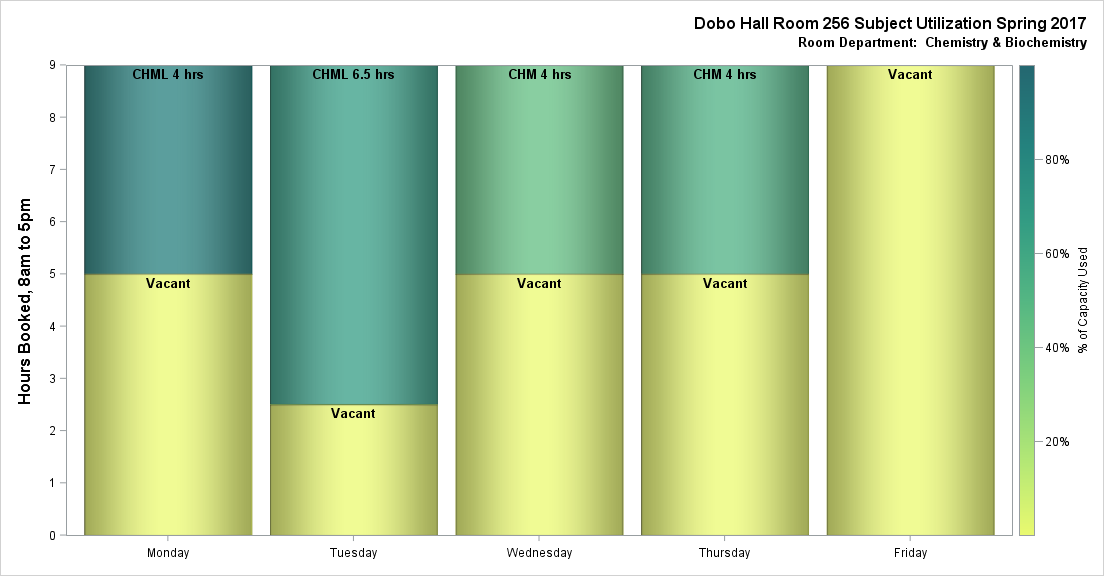 Dobo Hall Room 256 Subject Utilization Spring 2017
Room Department:  Chemistry & Biochemistry
Hours Booked, 8am to 5pm
9
8
7
6
5
4
3
2
1
0
CHML 4 hrs
Vacant
CHML 6.5 hrs
Vacant
CHM 4 hrs
Vacant
CHM 4 hrs
Vacant
Vacant
Monday
Tuesday
Wednesday
Thursday
Friday
80%
60%
40%
20%
% of Capacity Used